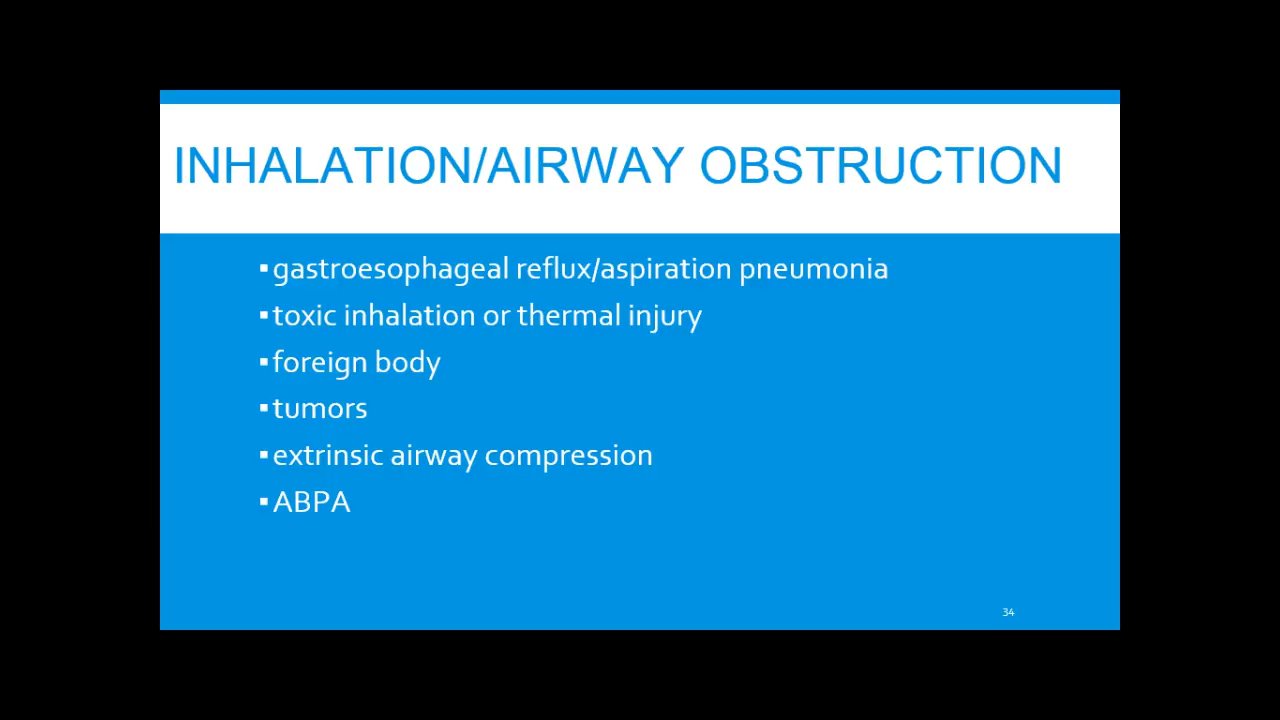 INHALATION/AIRWAY OBSTRUCTION
▪gastroesophageal reflux/aspiration pneumonia
▪toxic inhalation or thermal injury
▪foreign body
▪tumors
▪extrinsic airway compression
▪ABPA
34